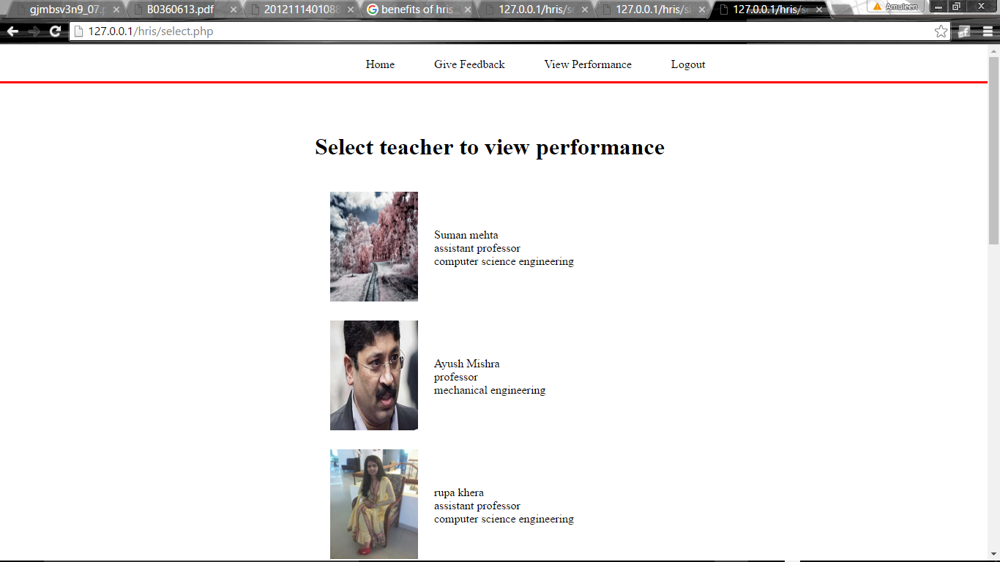 gjmbsv3n9_07.p
B0360613.pdf
2012111401088
benefits of hris
127.0.0.1/hris/se
127.0.0.1/hris/s
127.0.0.1/hris/se
Amuleen
127.0.0.1/hris/select.php
Home Give Feedback View Performance Logout
Select teacher to view performance
Suman mehta
assistant professor
computer science engineering
Ayush Mishra
professor
mechanical engineering
rupa khera
assistant professor
computer science engineering